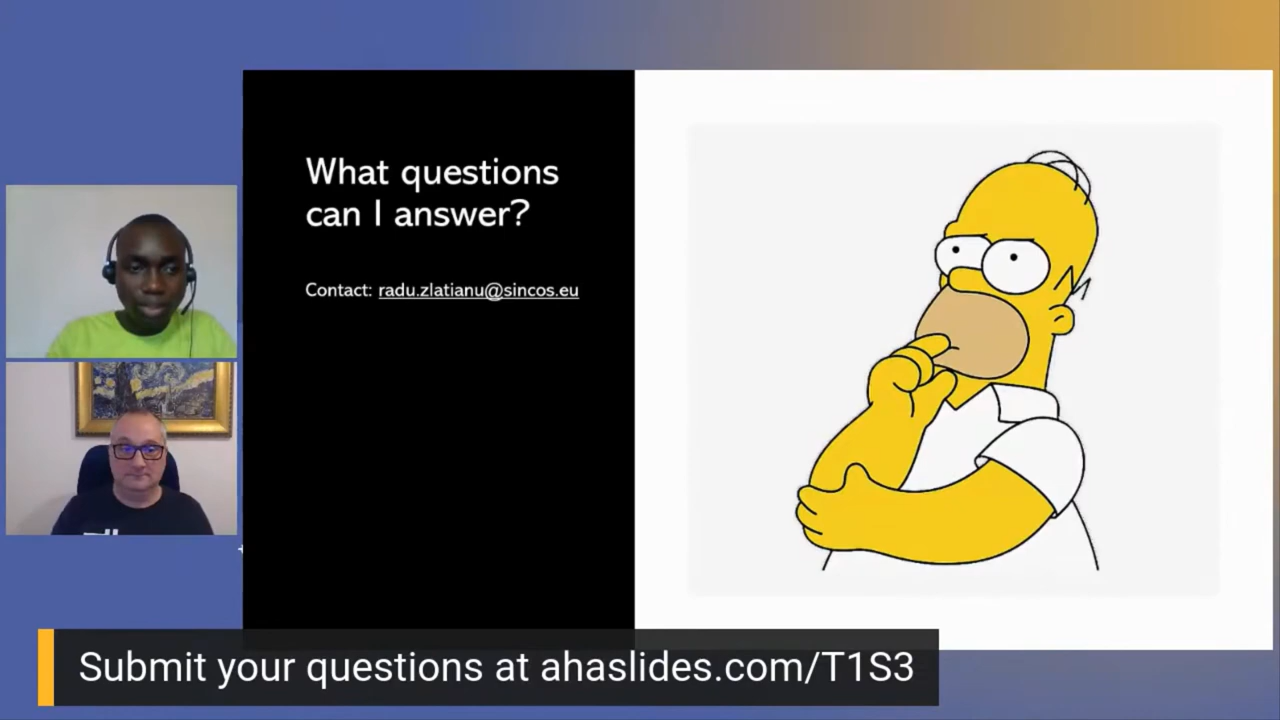 What questions
can I answer?
Contact: radu.zlatianu@sincos.eu
Submit your questions at ahaslides.com/T1S3